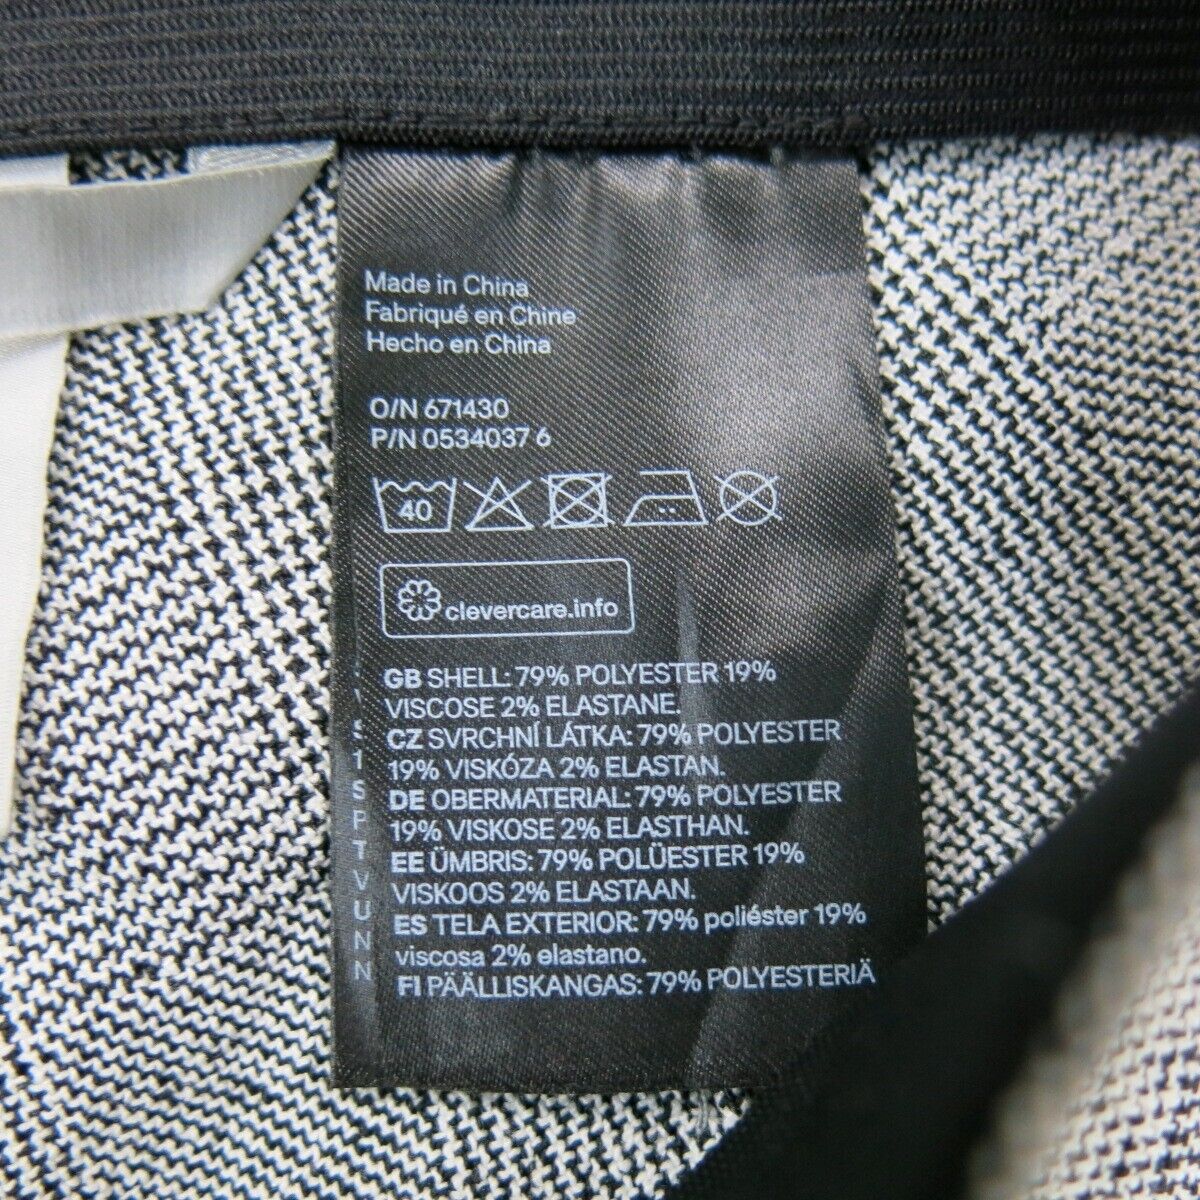 Made in China
Fabriqué en Chine
Hecho en China
O/N 671430
P/N 0534037 6
40
clevercare.info
GB SHELL: 79% POLYESTER 19%
VISCOSE 2% ELASTANE.
CZ SVRCHNÍ LÁTKA: 79% POLYESTER
19% VISKÓZA 2% ELASTAN.
DE OBERMATERIAL: 79% POLYESTER
19% VISKOSE 2% ELASTHAN.
EE ÜMBRIS: 79% POLÜESTER 19%
VISKOOS 2% ELASTAAN.
ES TELA EXTERIOR: 79% poliéster 19%
viscosa 2% elastano.
FI PÄÄLLISKANGAS: 79% POLYESTERIÄ